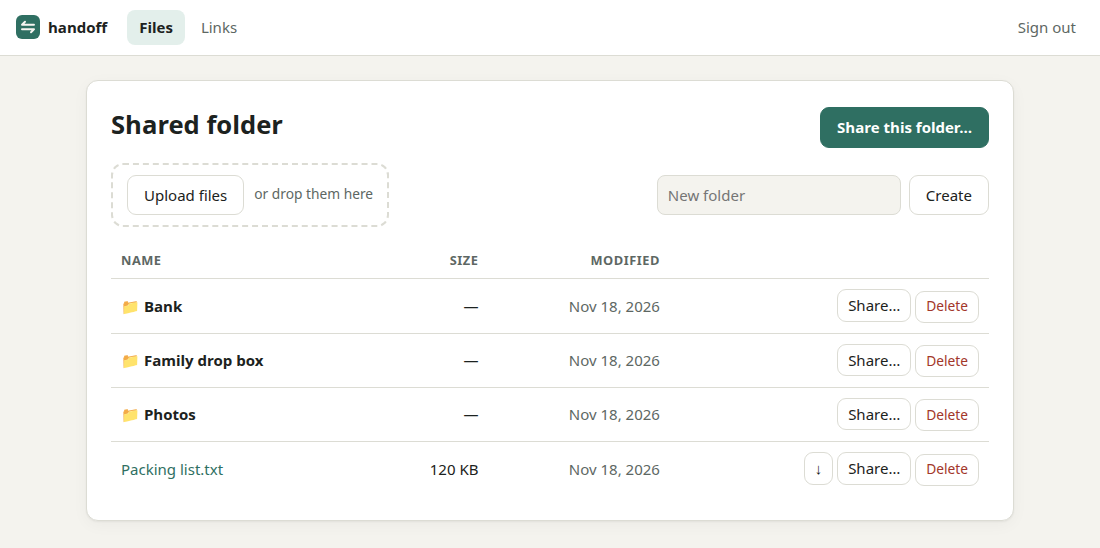 handoff Files Links Sign out
Shared folder Share this folder...
Upload files or drop them here New folder Create
NAME SIZE MODIFIED
Bank — Nov 18, 2026 Share... Delete
Family drop box — Nov 18, 2026 Share... Delete
Photos — Nov 18, 2026 Share... Delete
Packing list.txt 120 KB Nov 18, 2026 ↓ Share... Delete